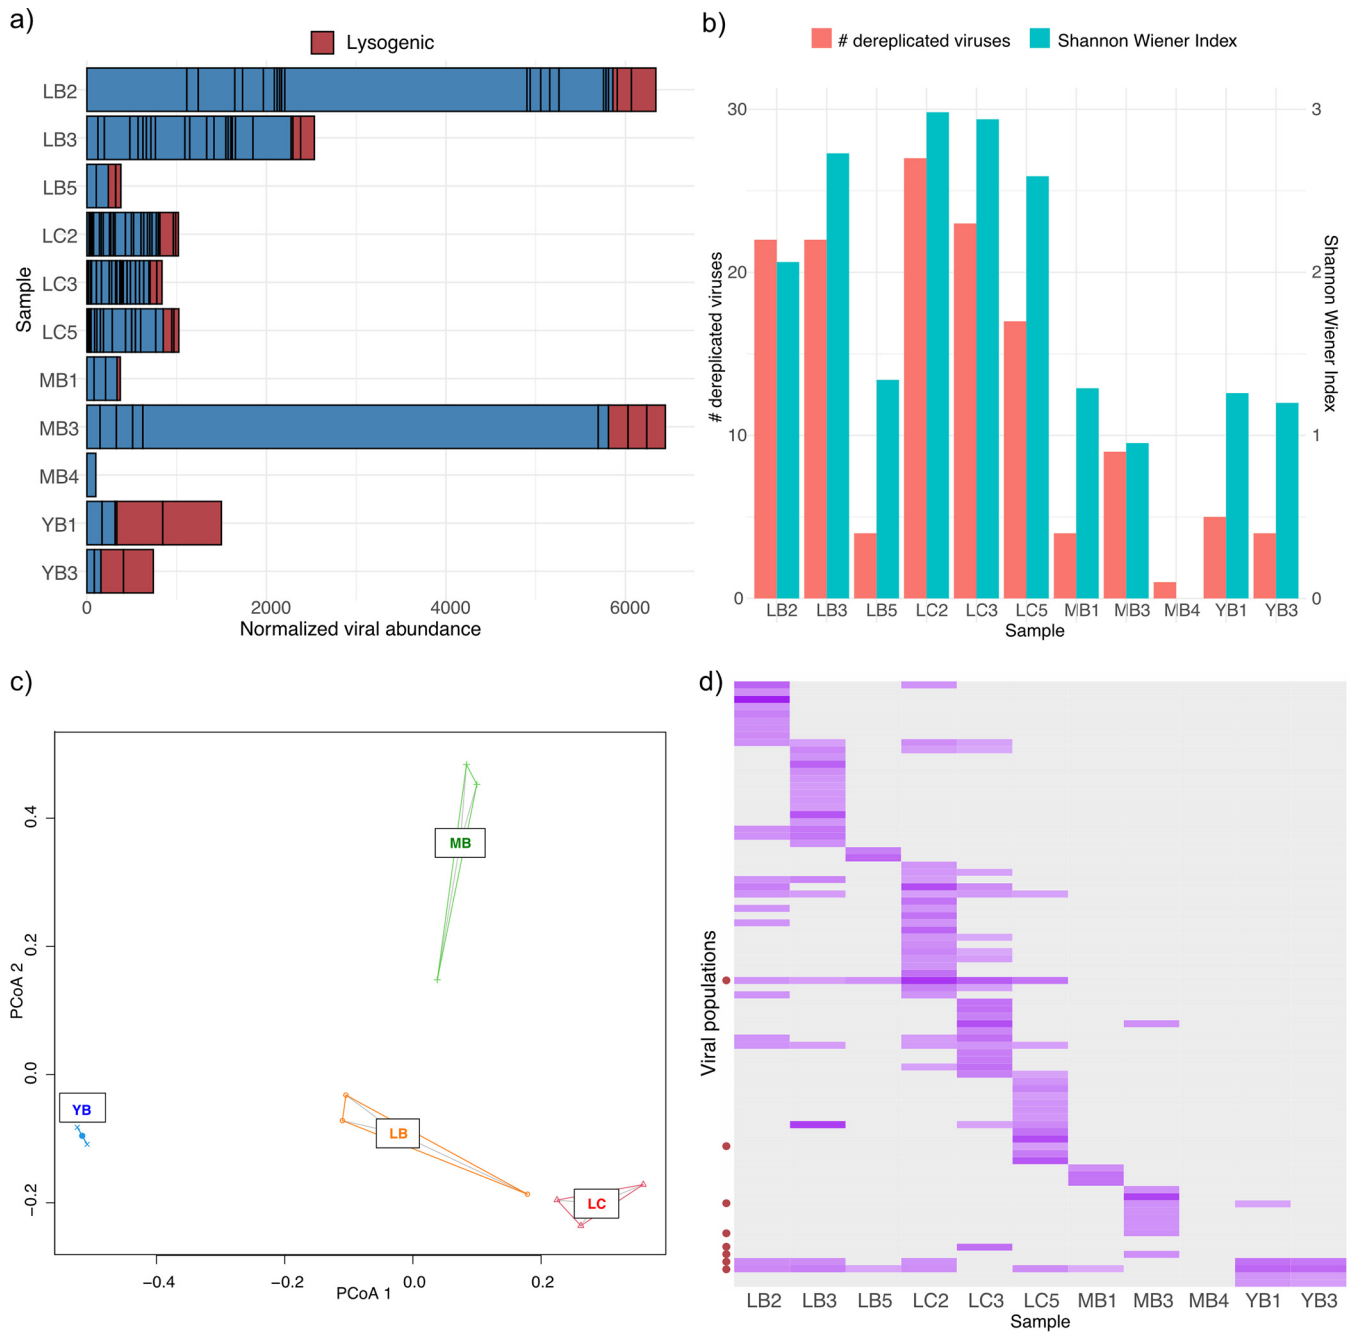 a)
Lysogenic
LB2
LB3
LB5
LC2
LC3
LC5
MB1
MB3
MB4
YB1
YB3
Sample
0 2000 4000 6000
Normalized viral abundance
b)
# dereplicated viruses Shannon Wiener Index
30
20
10
0
# dereplicated viruses
3
2
1
0
Shannon Wiener Index
LB2 LB3 LB5 LC2 LC3 LC5 MB1 MB3 MB4 YB1 YB3
Sample
c)
0.4
0.2
0.0
−0.2
PCoA 2
MB
YB
LB
LC
−0.4 −0.2 0.0 0.2
PCoA 1
d)
Viral populations
LB2 LB3 LB5 LC2 LC3 LC5 MB1 MB3 MB4 YB1 YB3
Sample